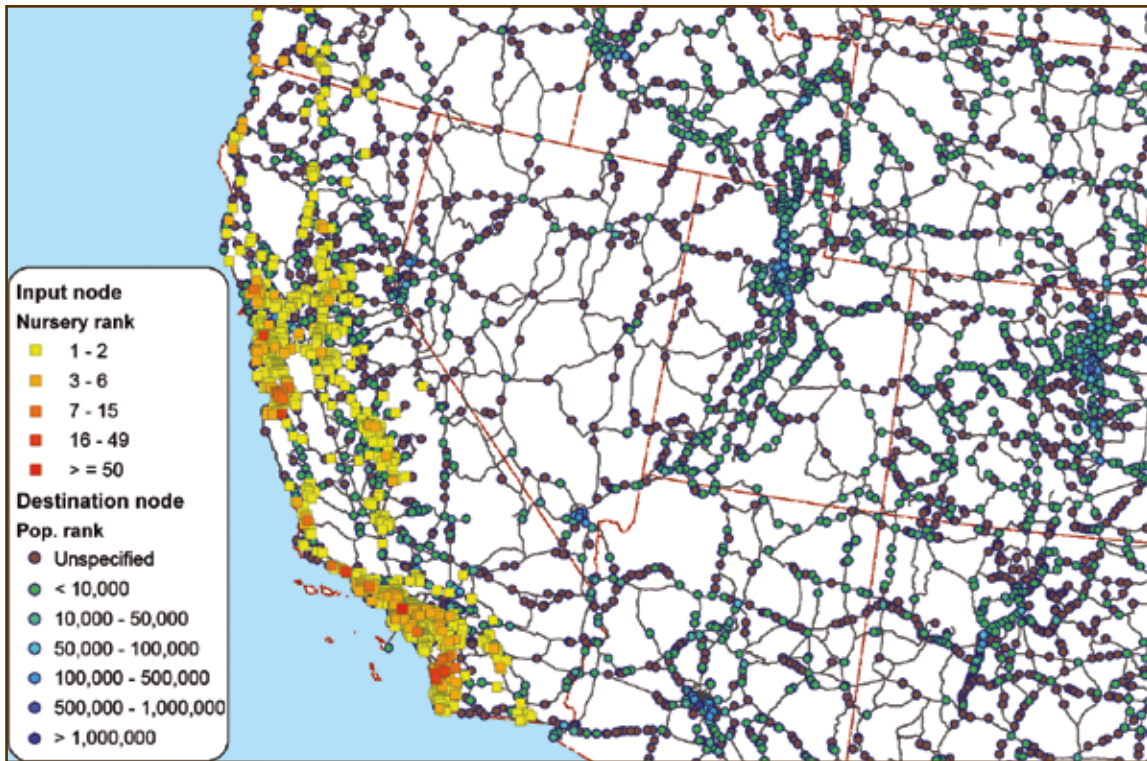 Input node
Nursery rank
1 - 2
3 - 6
7 - 15
16 - 49
> = 50
Destination node
Pop. rank
Unspecified
< 10,000
10,000 - 50,000
50,000 - 100,000
100,000 - 500,000
500,000 - 1,000,000
> 1,000,000